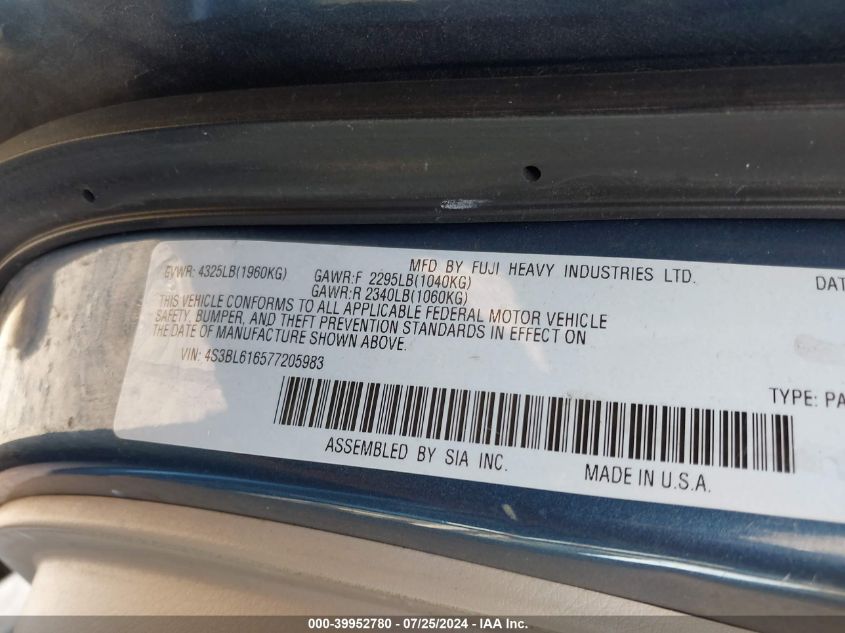 MFD BY FUJI HEAVY INDUSTRIES LTD. DAT
GVWR: 4325LB(1960KG) GAWR:F 2295LB(1040KG)
GAWR:R 2340LB(1060KG)
THIS VEHICLE CONFORMS TO ALL APPLICABLE FEDERAL MOTOR VEHICLE
SAFETY, BUMPER, AND THEFT PREVENTION STANDARDS IN EFFECT ON
THE DATE OF MANUFACTURE SHOWN ABOVE.
VIN: 4S3BL616577205983
TYPE: PA
ASSEMBLED BY SIA INC.
MADE IN U.S.A.
000-39952780 - 07/25/2024 - IAA Inc.